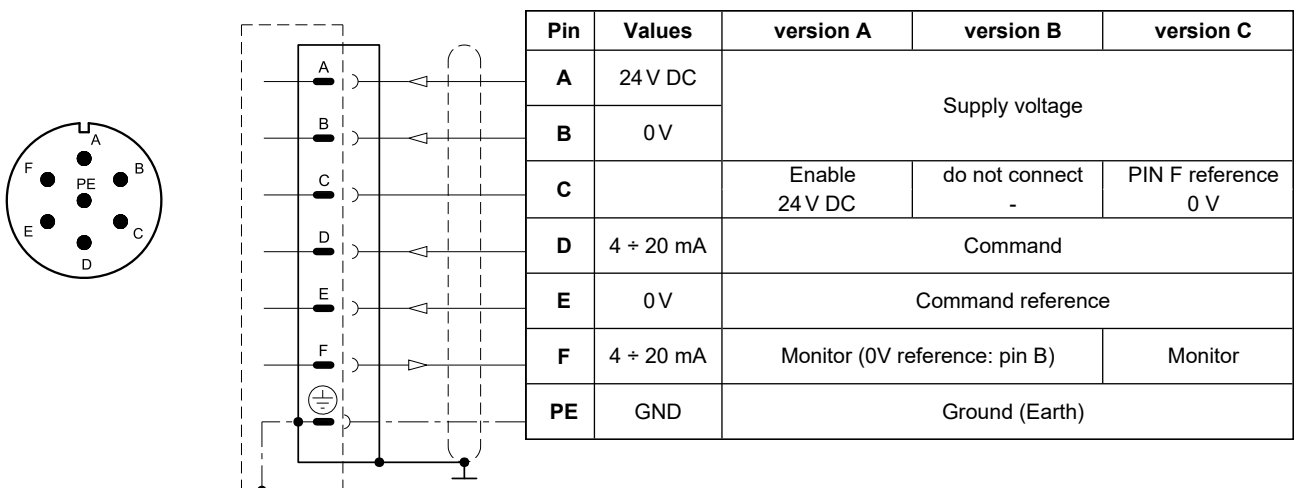 A
B
C
D
E
F
PE
A
B
C
D
E
F
Pin Values version A version B version C
A 24 V DC Supply voltage
B 0 V
C Enable do not connect PIN F reference
24 V DC - 0 V
D 4 ÷ 20 mA Command
E 0 V Command reference
F 4 ÷ 20 mA Monitor (0V reference: pin B) Monitor
PE GND Ground (Earth)